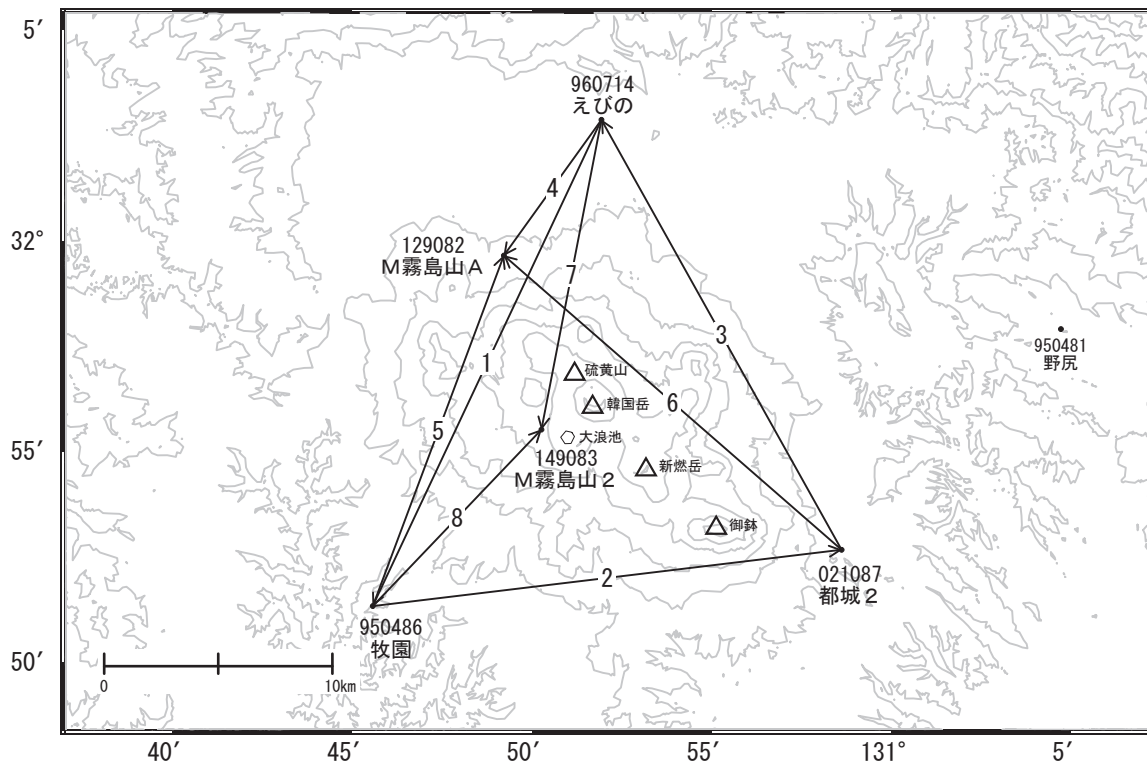 5′
960714
えびの
4
32°
129082
M霧島山A
7
3
950481
野尻
1
硫黄山
韓国岳
6
5
大浪池
55′
149083
M霧島山2
新燃岳
8
御鉢
2
021087
都城2
950486
牧園
50′
0
10km
40′
45′
50′
55′
131°
5′